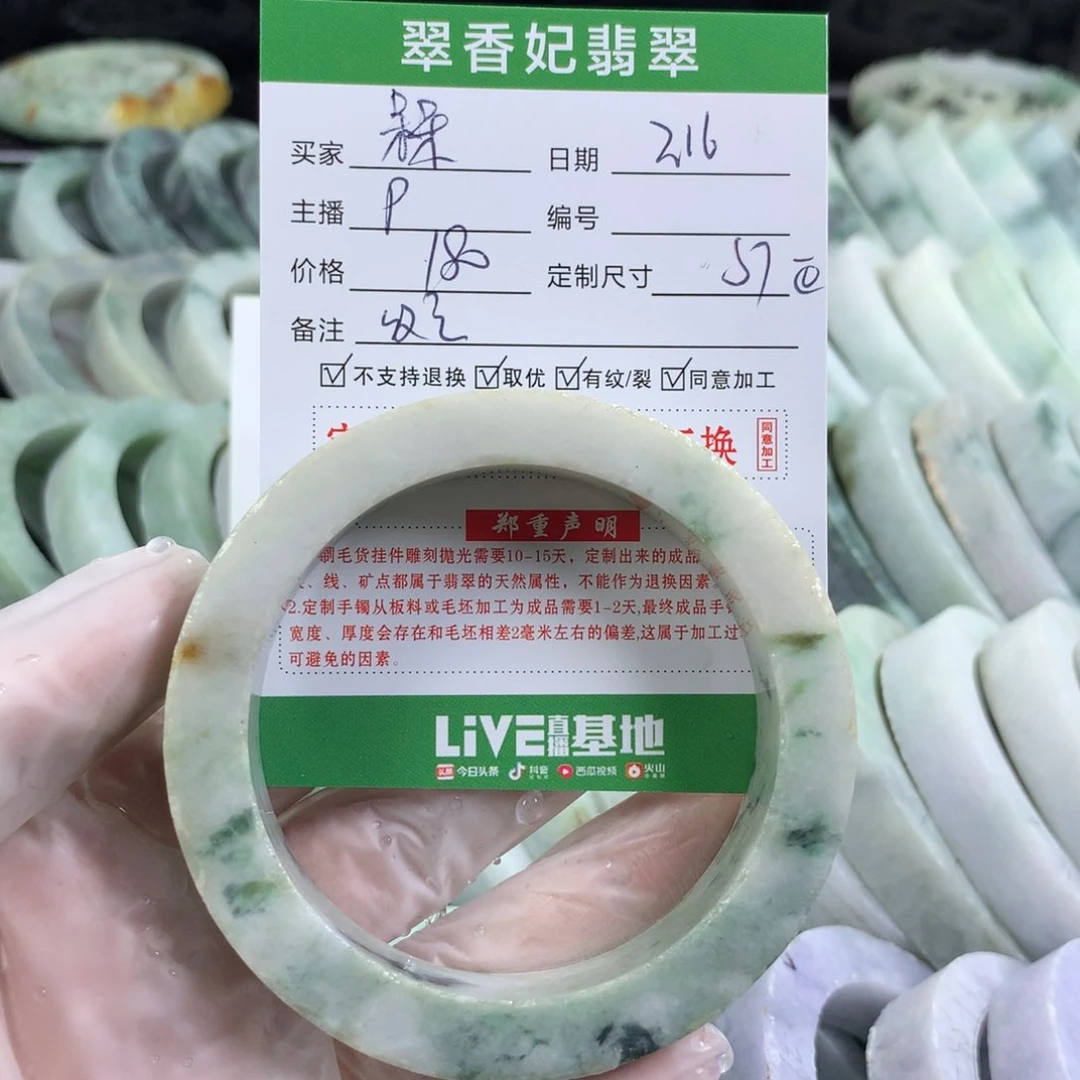 翠香妃翡翠
买家 日期 216
主播 P 编号
价格 180 定制尺寸 57
备注
不支持退换 取优 有纹/裂 同意加工
换 同意加工
郑重声明
制毛货挂件雕刻抛光需要10-15天，定制出来的成品
、线、矿点都属于翡翠的天然属性，不能作为退换因素
2.定制手镯从板料或毛坯加工为成品需要1-2天,最终成品手
宽度、厚度会存在和毛坯相差2毫米左右的偏差,这属于加工过
可避免的因素。
LiVE直播基地
头条 今日头条 抖音 西瓜视频 火山